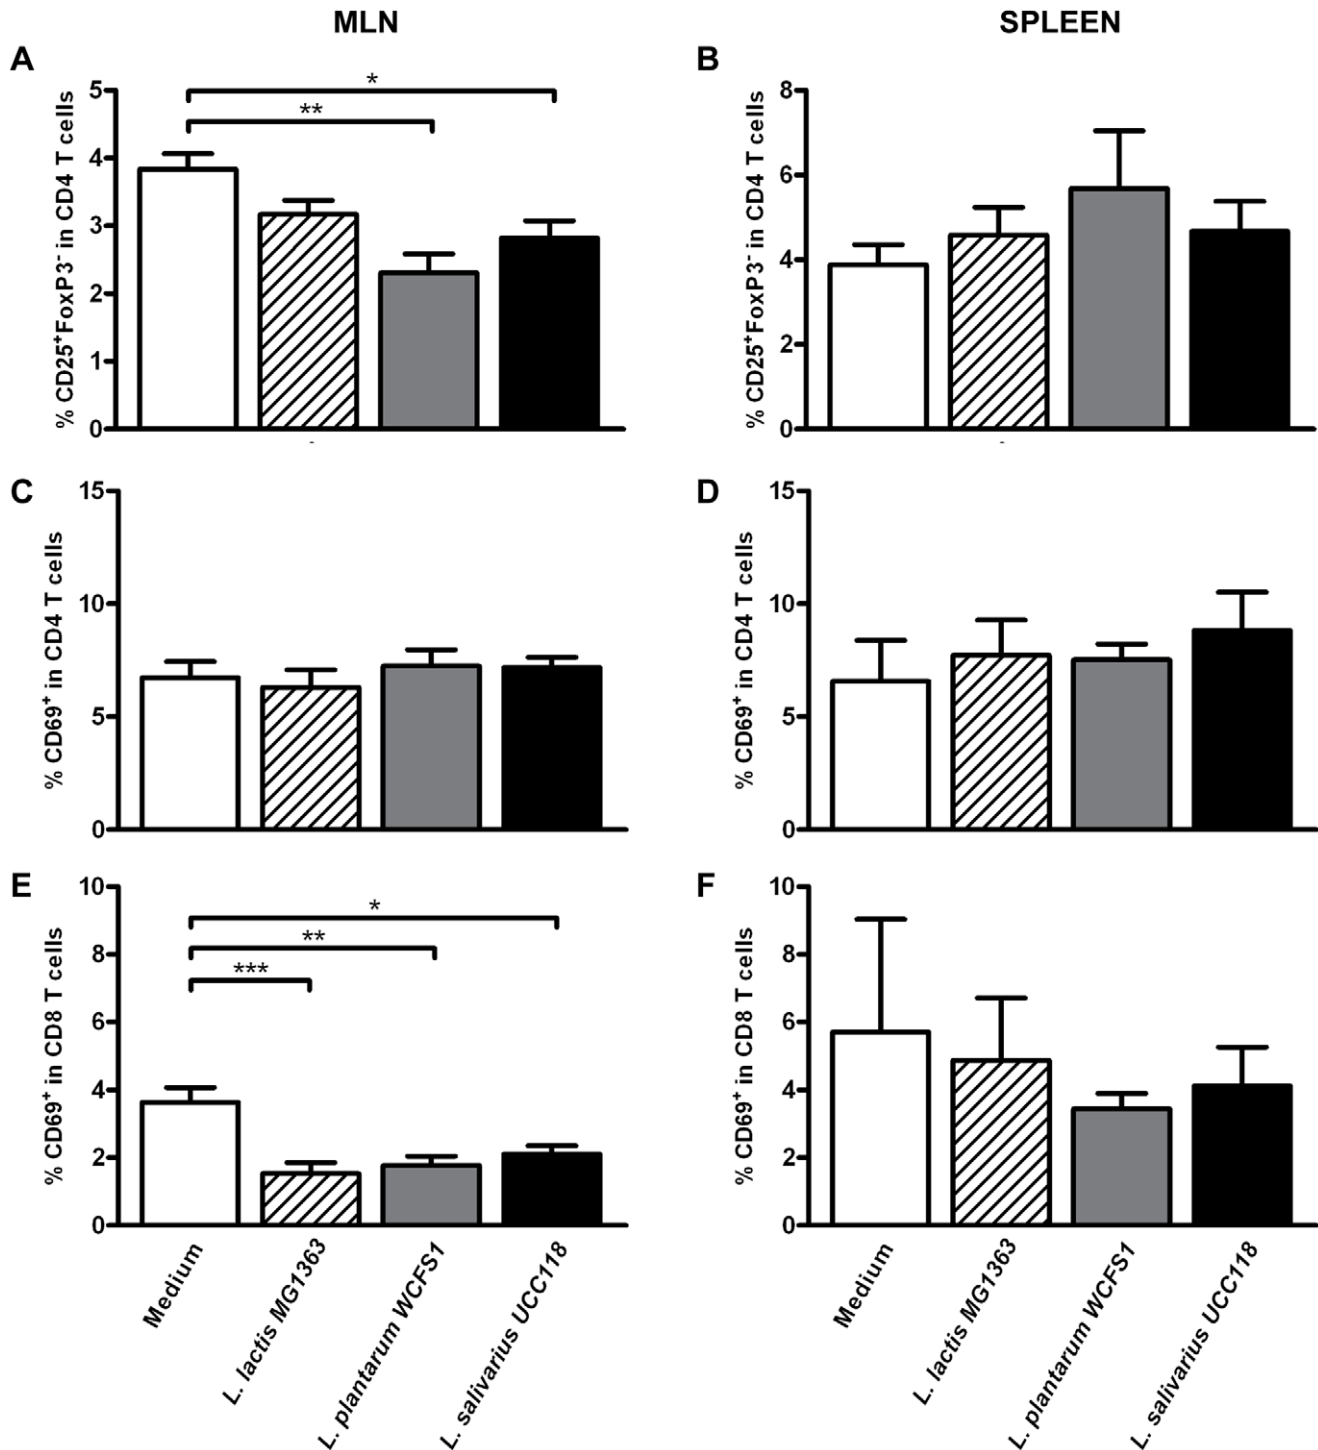 MLN
SPLEEN
A
% CD25⁺FoxP3⁻ in CD4 T cells
5
4
3
2
1
0
*
**
B
% CD25⁺FoxP3⁻ in CD4 T cells
8
6
4
2
0
C
% CD69⁺ in CD4 T cells
15
10
5
0
D
% CD69⁺ in CD4 T cells
15
10
5
0
E
% CD69⁺ in CD8 T cells
10
8
6
4
2
0
*
**
***
Medium
L. lactis MG1363
L. plantarum WCFS1
L. salivarius UCC118
F
% CD69⁺ in CD8 T cells
10
8
6
4
2
0
Medium
L. lactis MG1363
L. plantarum WCFS1
L. salivarius UCC118